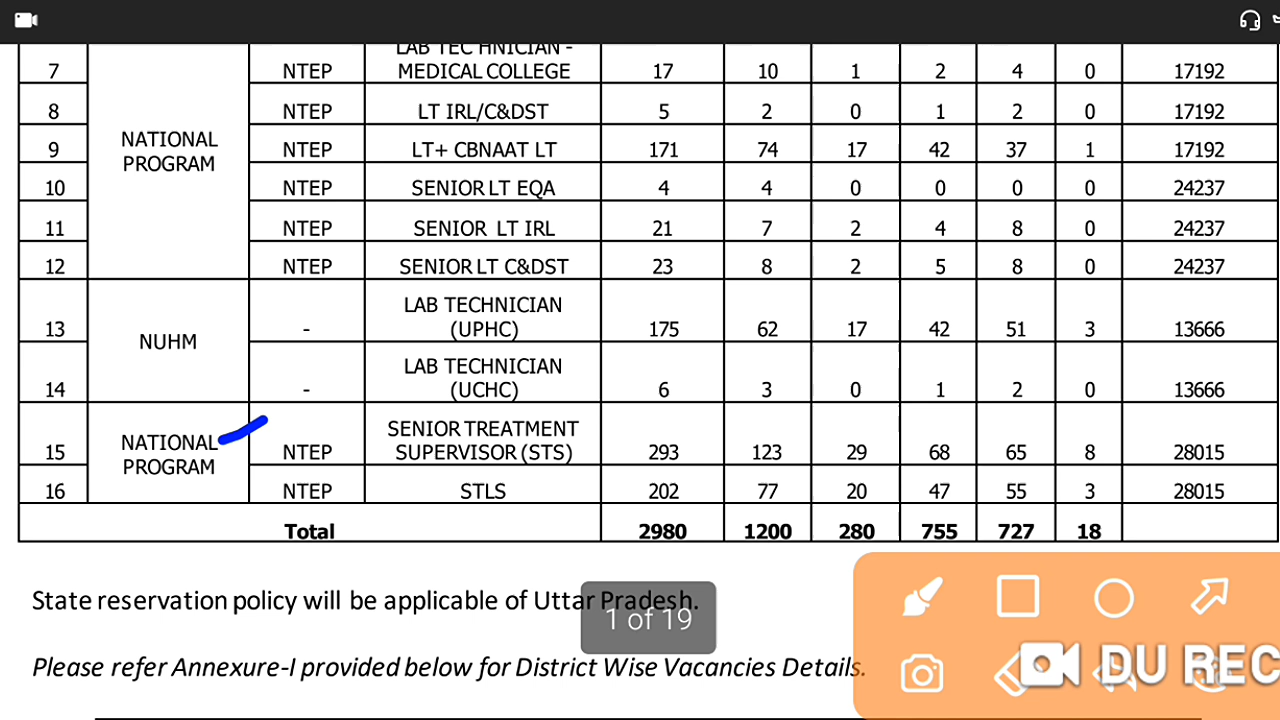 LAB TEC HNICIAN -
7 NTEP MEDICAL COLLEGE 17 10 1 2 4 0 17192
8 NTEP LT IRL/C&DST 5 2 0 1 2 0 17192
NATIONAL
PROGRAM
9 NTEP LT+ CBNAAT LT 171 74 17 42 37 1 17192
10 NTEP SENIOR LT EQA 4 4 0 0 0 0 24237
11 NTEP SENIOR LT IRL 21 7 2 4 8 0 24237
12 NTEP SENIOR LT C&DST 23 8 2 5 8 0 24237
LAB TECHNICIAN
13 - (UPHC) 175 62 17 42 51 3 13666
NUHM
LAB TECHNICIAN
14 - (UCHC) 6 3 0 1 2 0 13666
NATIONAL
PROGRAM
SENIOR TREATMENT
15 NTEP SUPERVISOR (STS) 293 123 29 68 65 8 28015
16 NTEP STLS 202 77 20 47 55 3 28015
Total 2980 1200 280 755 727 18
State reservation policy will be applicable of Uttar Pradesh.
1 of 19
Please refer Annexure-I provided below for District Wise Vacancies Details.
DU REC